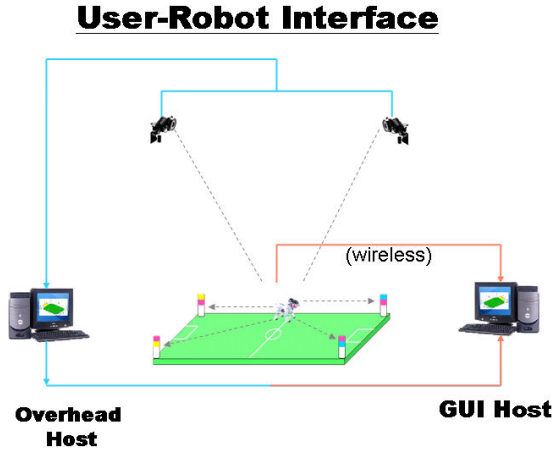 User-Robot Interface
(wireless)
Overhead
Host
GUI Host